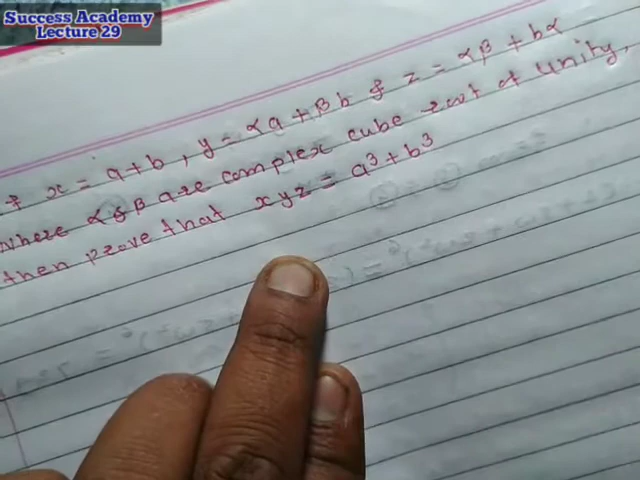 Success Academy
Lecture 29
If x = a+b, y = αa + βb & z = αβ + bα
where α & β are complex cube root of unity,
then prove that xyz = a³ + b³